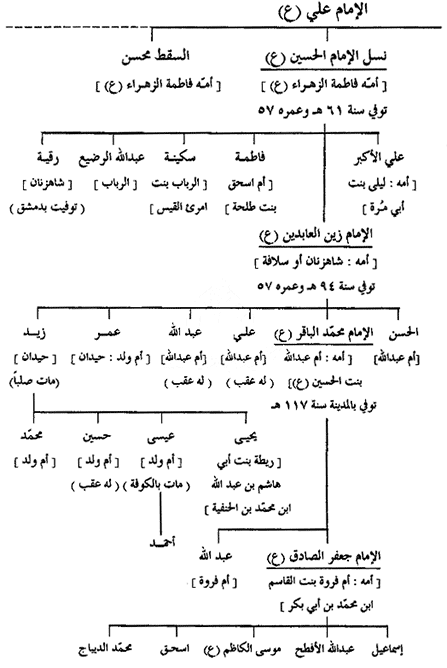 الإمام علي (ع)
نسل الإمام الحسين (ع) السقط محسن
[ أمّه فاطمة الزهراء (ع) ] [ أمّه فاطمة الزهراء (ع) ]
توفي سنة ٦١ هـ وعمره ٥٧
علي الأكبر فاطمة سكينة عبدالله الرضيع رقية
[ أمه : ليلى بنت [ أم اسحق [ الرباب بنت [ الرباب ] [ شاهزنان ]
أبي مُرة ] بنت طلحة ] امرئ القيس ] ( توفيت بدمشق )
الإمام زين العابدين (ع)
[ أمه : شاهزنان أو سلافة ]
توفي سنة ٩٤ هـ وعمره ٥٧
الحسن الإمام محمّد الباقر (ع) علي عبد الله عمر زيد
[أم عبدالله] [ أمه : أم عبدالله [أم عبدالله] [أم عبدالله] [ أم ولد : حيدان ] [ حيدان ]
بنت الحسين (ع)] ( له عقب ) ( له عقب ) (مات صلباً)
توفي بالمدينة سنة ١١٧ هـ
يحيى عيسى حسين محمّد
[ ريطة بنت أبي [ أم ولد ] [ أم ولد ] [ أم ولد ]
هاشم بن عبد الله (مات بالكوفة) ( له عقب )
ابن محمّد بن الحنفية ]
أحمد
الإمام جعفر الصادق (ع) عبد الله
[ أمه : أم فروة بنت القاسم [ أم فروة ]
ابن محمد بن أبي بكر ]
إسماعيل عبدالله الأفطح موسى الكاظم (ع) اسحق محمّد الديباج